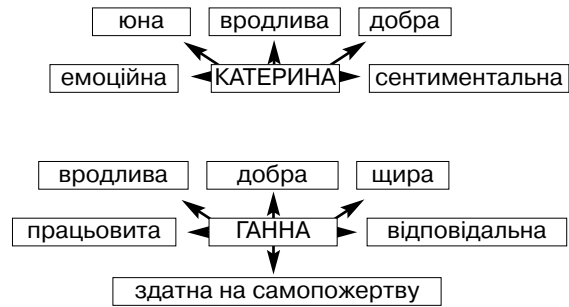 юна вродлива добра
емоційна КАТЕРИНА сентиментальна
вродлива добра щира
працьовита ГАННА відповідальна
здатна на самопожертву